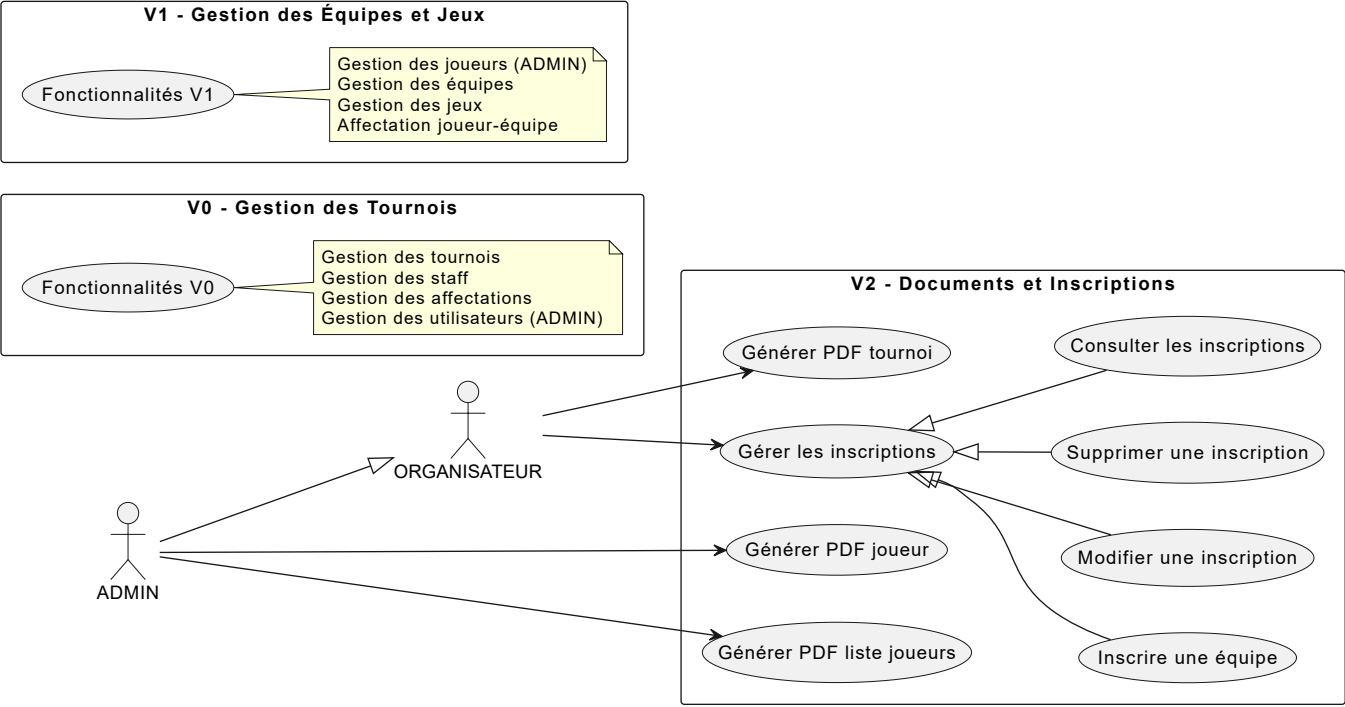 V1 - Gestion des Équipes et Jeux
Fonctionnalités V1
Gestion des joueurs (ADMIN)
Gestion des équipes
Gestion des jeux
Affectation joueur-équipe
V0 - Gestion des Tournois
Fonctionnalités V0
Gestion des tournois
Gestion des staff
Gestion des affectations
Gestion des utilisateurs (ADMIN)
V2 - Documents et Inscriptions
Générer PDF tournoi
Consulter les inscriptions
Gérer les inscriptions
Supprimer une inscription
ORGANISATEUR
Générer PDF joueur
Modifier une inscription
ADMIN
Générer PDF liste joueurs
Inscrire une équipe